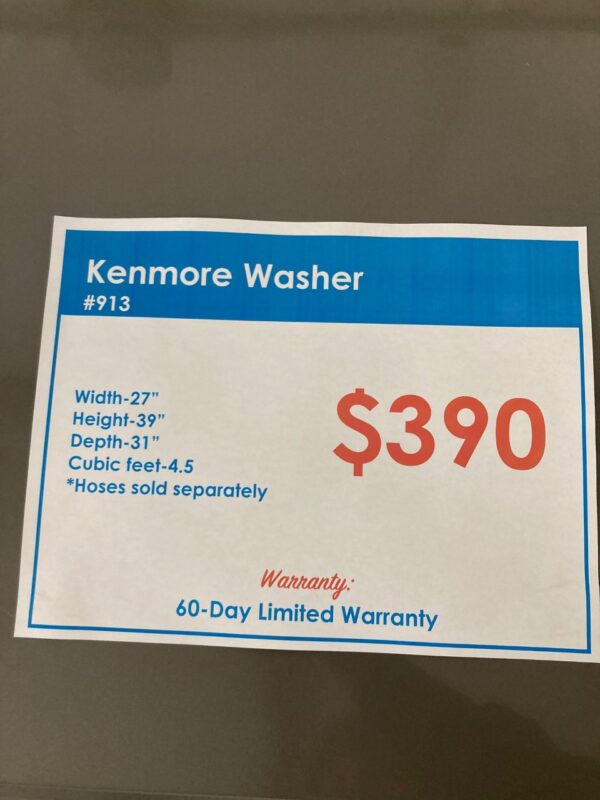 Kenmore Washer
#913
Width-27"
Height-39"
Depth-31"
Cubic feet-4.5
*Hoses sold separately
$390
Warranty:
60-Day Limited Warranty